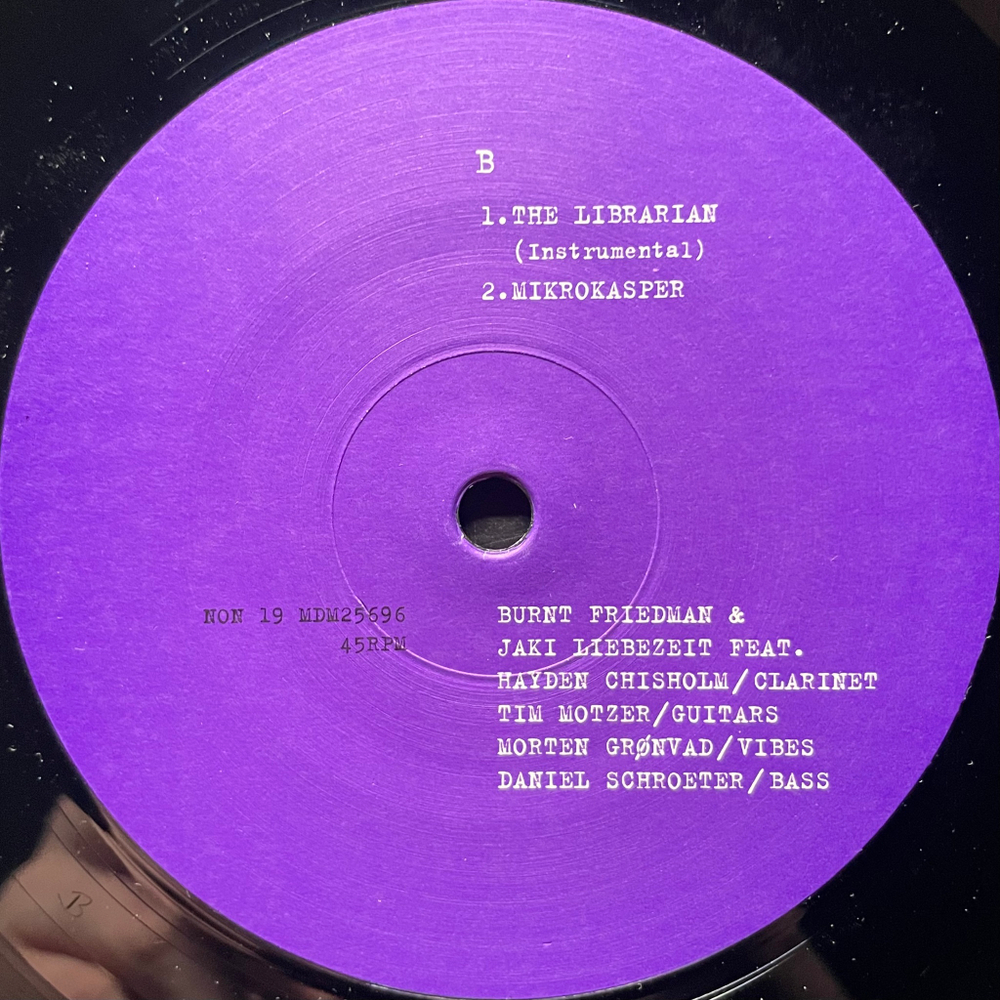 B
1.THE LIBRARIAN
(Instrumental)
2.MIKROKASPER
NON 19 MDM25696
45RPM
BURNT FRIEDMAN &
JAKI LIEBEZEIT FEAT.
HAYDEN CHISHOLM/CLARINET
TIM MOTZER/GUITARS
MORTEN GRØNVAD/VIBES
DANIEL SCHROETER/BASS
B